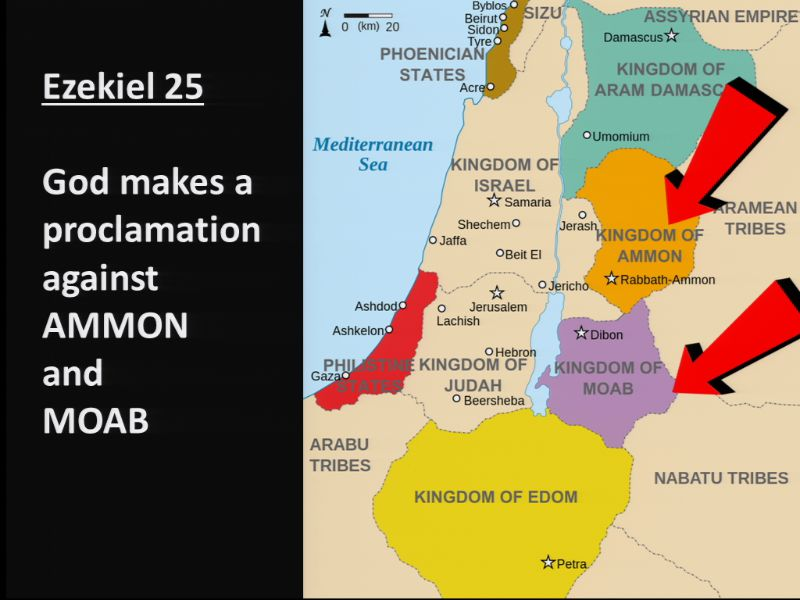 Ezekiel 25
God makes a
proclamation
against
AMMON
and
MOAB
N
0 (km) 20
Byblos
Beirut
Sidon
Tyre
SIZU
ASSYRIAN EMPIRE
Damascus
PHOENICIAN
STATES
KINGDOM OF
ARAM DAMASC
Acre
Mediterranean
Sea
Umomium
KINGDOM OF
ISRAEL
Samaria
Shechem
Jerash
ARAMEAN
TRIBES
KINGDOM OF
AMMON
Jaffa
Beit El
Rabbath-Ammon
Jericho
Ashdod
Jerusalem
Lachish
Ashkelon
Dibon
Hebron
PHILISTINE
STATES
Gaza
KINGDOM OF
JUDAH
KINGDOM OF
MOAB
Beersheba
ARABU
TRIBES
NABATU TRIBES
KINGDOM OF EDOM
Petra